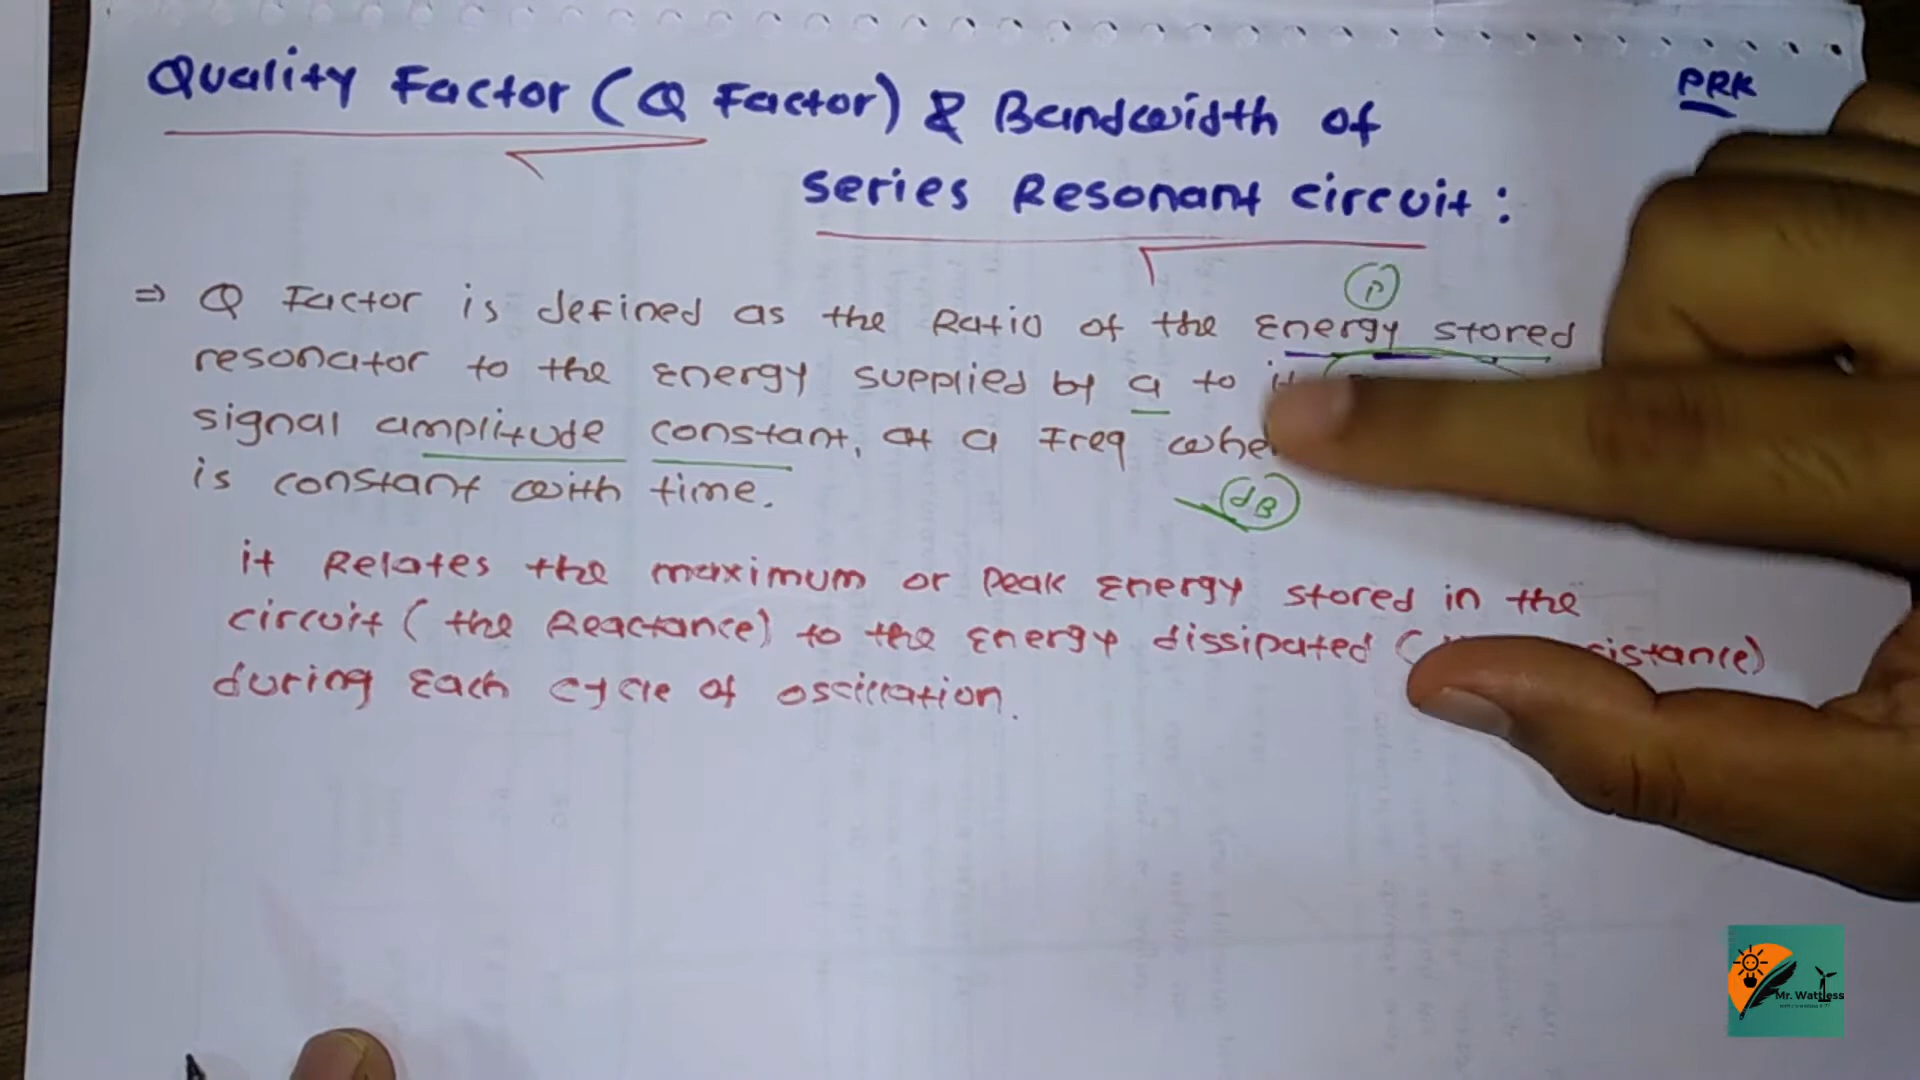 Quality Factor (Q Factor) & Bandwidth of
PRK
series Resonant circuit:
⇒ Q Factor is defined as the Ratio of the Energy stored
resonator to the Energy supplied by a to it
signal amplitude constant, at a Freq whe
is constant with time.
P
dB
it Relates the maximum or peak Energy stored in the
circuit (the Reactance) to the Energy dissipated ( sistance)
during Each cycle of oscillation.
Mr. Wattless